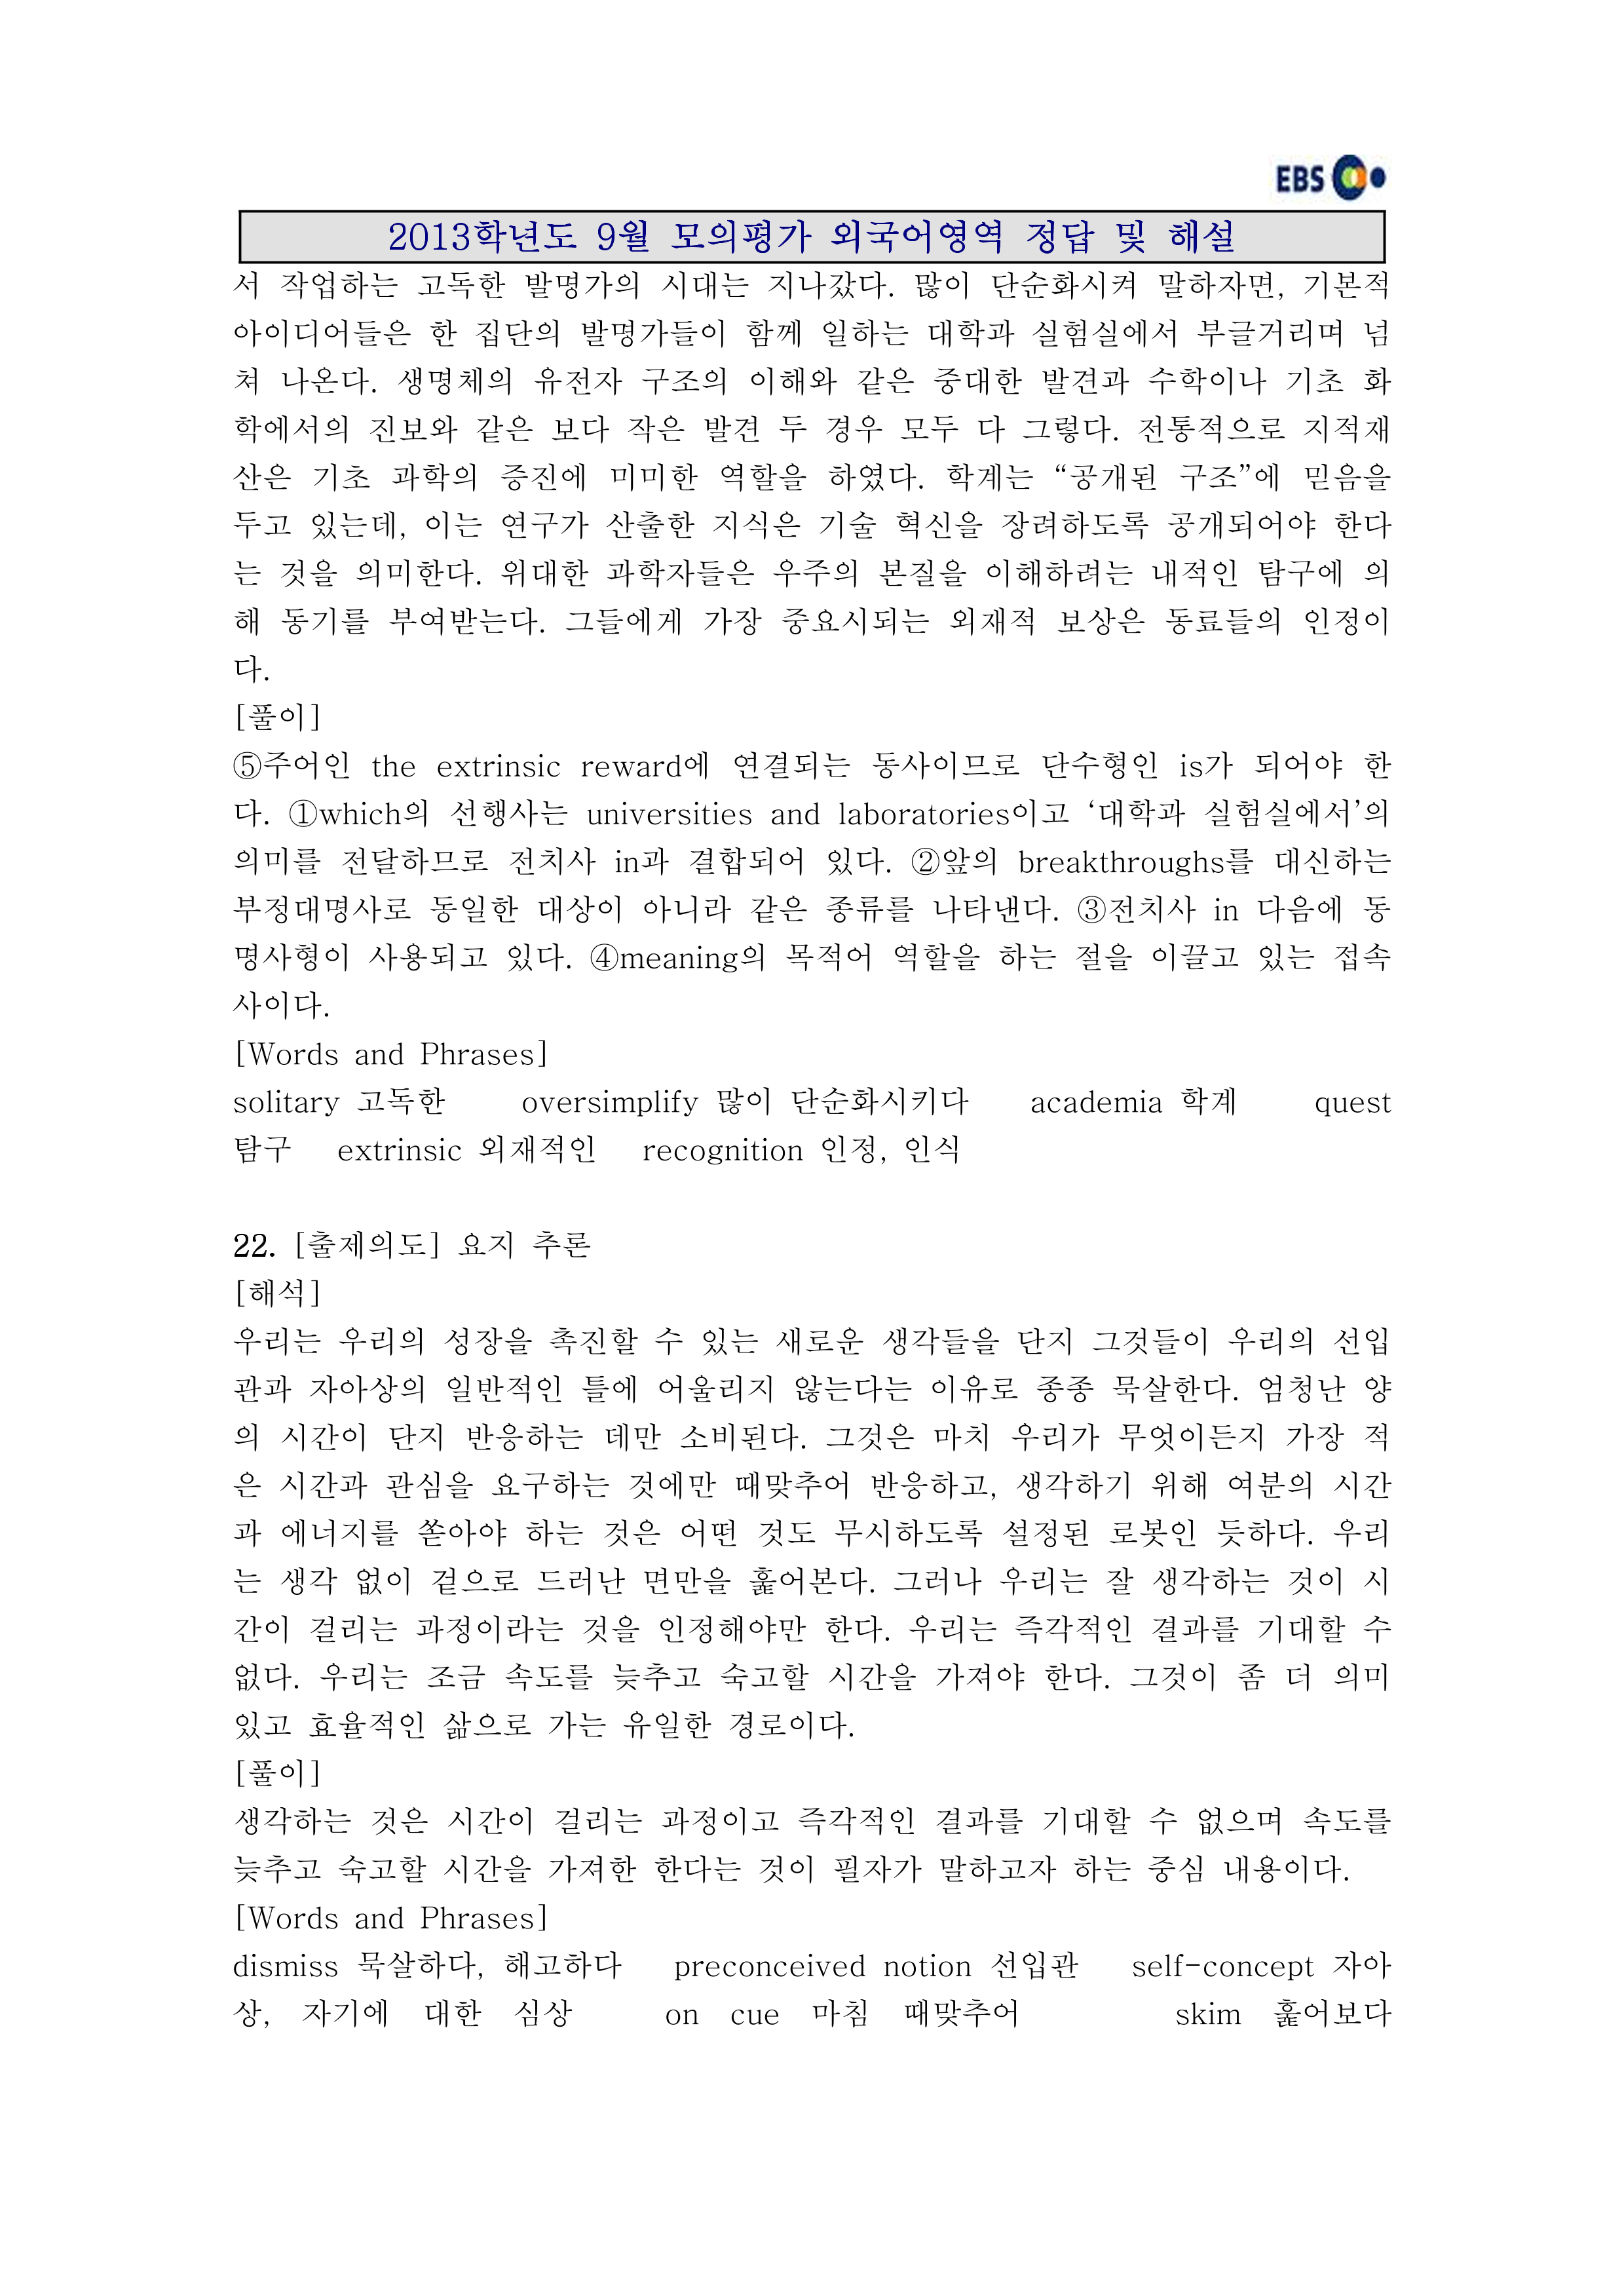 EBS
2013학년도 9월 모의평가 외국어영역 정답 및 해설
서 작업하는 고독한 발명가의 시대는 지나갔다. 많이 단순화시켜 말하자면, 기본적
아이디어들은 한 집단의 발명가들이 함께 일하는 대학과 실험실에서 부글거리며 넘
쳐 나온다. 생명체의 유전자 구조의 이해와 같은 중대한 발견과 수학이나 기초 화
학에서의 진보와 같은 보다 작은 발견 두 경우 모두 다 그렇다. 전통적으로 지적재
산은 기초 과학의 증진에 미미한 역할을 하였다. 학계는 “공개된 구조”에 믿음을
두고 있는데, 이는 연구가 산출한 지식은 기술 혁신을 장려하도록 공개되어야 한다
는 것을 의미한다. 위대한 과학자들은 우주의 본질을 이해하려는 내적인 탐구에 의
해 동기를 부여받는다. 그들에게 가장 중요시되는 외재적 보상은 동료들의 인정이
다.
[풀이]
⑤주어인 the extrinsic reward에 연결되는 동사이므로 단수형인 is가 되어야 한
다. ①which의 선행사는 universities and laboratories이고 ‘대학과 실험실에서’의
의미를 전달하므로 전치사 in과 결합되어 있다. ②앞의 breakthroughs를 대신하는
부정대명사로 동일한 대상이 아니라 같은 종류를 나타낸다. ③전치사 in 다음에 동
명사형이 사용되고 있다. ④meaning의 목적어 역할을 하는 절을 이끌고 있는 접속
사이다.
[Words and Phrases]
solitary 고독한 oversimplify 많이 단순화시키다 academia 학계 quest
탐구 extrinsic 외재적인 recognition 인정, 인식
22. [출제의도] 요지 추론
[해석]
우리는 우리의 성장을 촉진할 수 있는 새로운 생각들을 단지 그것들이 우리의 선입
관과 자아상의 일반적인 틀에 어울리지 않는다는 이유로 종종 묵살한다. 엄청난 양
의 시간이 단지 반응하는 데만 소비된다. 그것은 마치 우리가 무엇이든지 가장 적
은 시간과 관심을 요구하는 것에만 때맞추어 반응하고, 생각하기 위해 여분의 시간
과 에너지를 쏟아야 하는 것은 어떤 것도 무시하도록 설정된 로봇인 듯하다. 우리
는 생각 없이 겉으로 드러난 면만을 훑어본다. 그러나 우리는 잘 생각하는 것이 시
간이 걸리는 과정이라는 것을 인정해야만 한다. 우리는 즉각적인 결과를 기대할 수
없다. 우리는 조금 속도를 늦추고 숙고할 시간을 가져야 한다. 그것이 좀 더 의미
있고 효율적인 삶으로 가는 유일한 경로이다.
[풀이]
생각하는 것은 시간이 걸리는 과정이고 즉각적인 결과를 기대할 수 없으며 속도를
늦추고 숙고할 시간을 가져한 한다는 것이 필자가 말하고자 하는 중심 내용이다.
[Words and Phrases]
dismiss 묵살하다, 해고하다 preconceived notion 선입관 self-concept 자아
상, 자기에 대한 심상 on cue 마침 때맞추어 skim 훑어보다